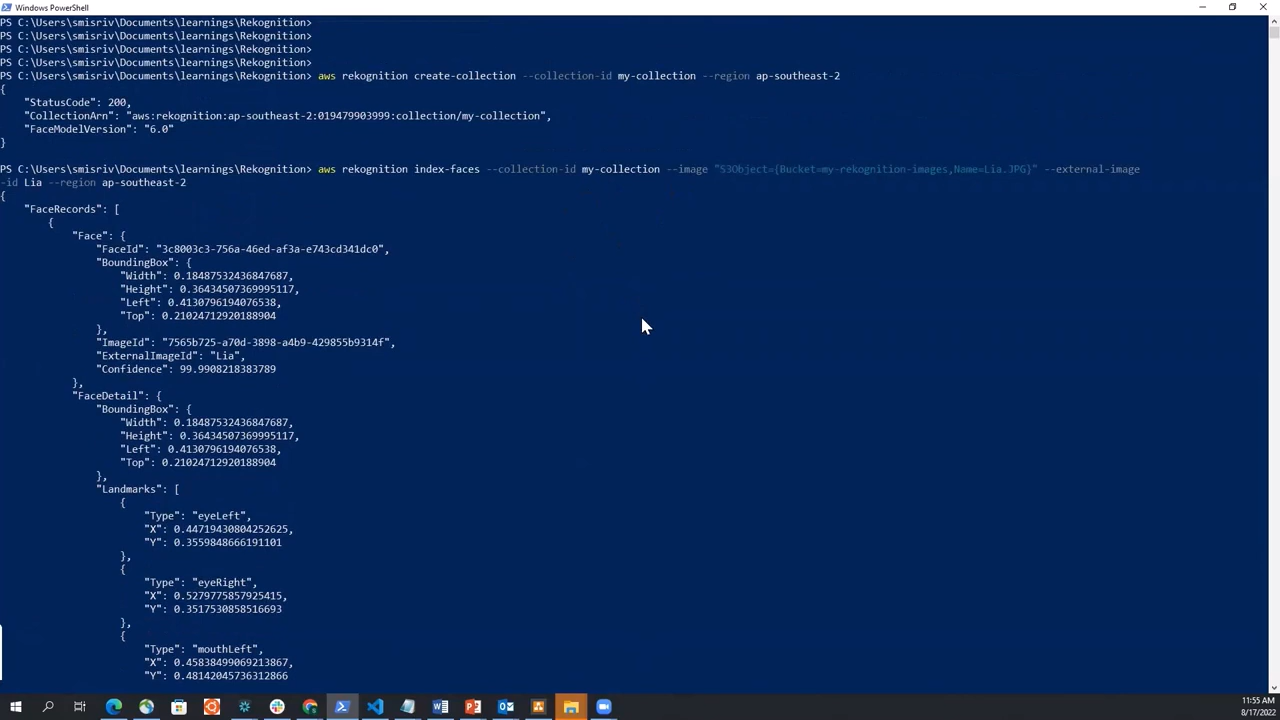 Windows PowerShell
PS C:\Users\smisriv\Documents\learnings\Rekognition>
PS C:\Users\smisriv\Documents\learnings\Rekognition>
PS C:\Users\smisriv\Documents\learnings\Rekognition>
PS C:\Users\smisriv\Documents\learnings\Rekognition>
PS C:\Users\smisriv\Documents\learnings\Rekognition> aws rekognition create-collection --collection-id my-collection --region ap-southeast-2
{
    "StatusCode": 200,
    "CollectionArn": "aws:rekognition:ap-southeast-2:019479903999:collection/my-collection",
    "FaceModelVersion": "6.0"
}
PS C:\Users\smisriv\Documents\learnings\Rekognition> aws rekognition index-faces --collection-id my-collection --image "S3Object={Bucket=my-rekognition-images,Name=Lia.JPG}" --external-image
-id Lia --region ap-southeast-2
{
    "FaceRecords": [
        {
            "Face": {
                "FaceId": "3c8003c3-756a-46ed-af3a-e743cd341dc0",
                "BoundingBox": {
                    "Width": 0.18487532436847687,
                    "Height": 0.36434507369995117,
                    "Left": 0.4130796194076538,
                    "Top": 0.21024712920188904
                },
                "ImageId": "7565b725-a70d-3898-a4b9-429855b9314f",
                "ExternalImageId": "Lia",
                "Confidence": 99.9908218383789
            },
            "FaceDetail": {
                "BoundingBox": {
                    "Width": 0.18487532436847687,
                    "Height": 0.36434507369995117,
                    "Left": 0.4130796194076538,
                    "Top": 0.21024712920188904
                },
                "Landmarks": [
                    {
                        "Type": "eyeLeft",
                        "X": 0.44719430804252625,
                        "Y": 0.3559848666191101
                    },
                    {
                        "Type": "eyeRight",
                        "X": 0.5279775857925415,
                        "Y": 0.3517530858516693
                    },
                    {
                        "Type": "mouthLeft",
                        "X": 0.45838499069213867,
                        "Y": 0.48142045736312866
11:55 AM
8/17/2022